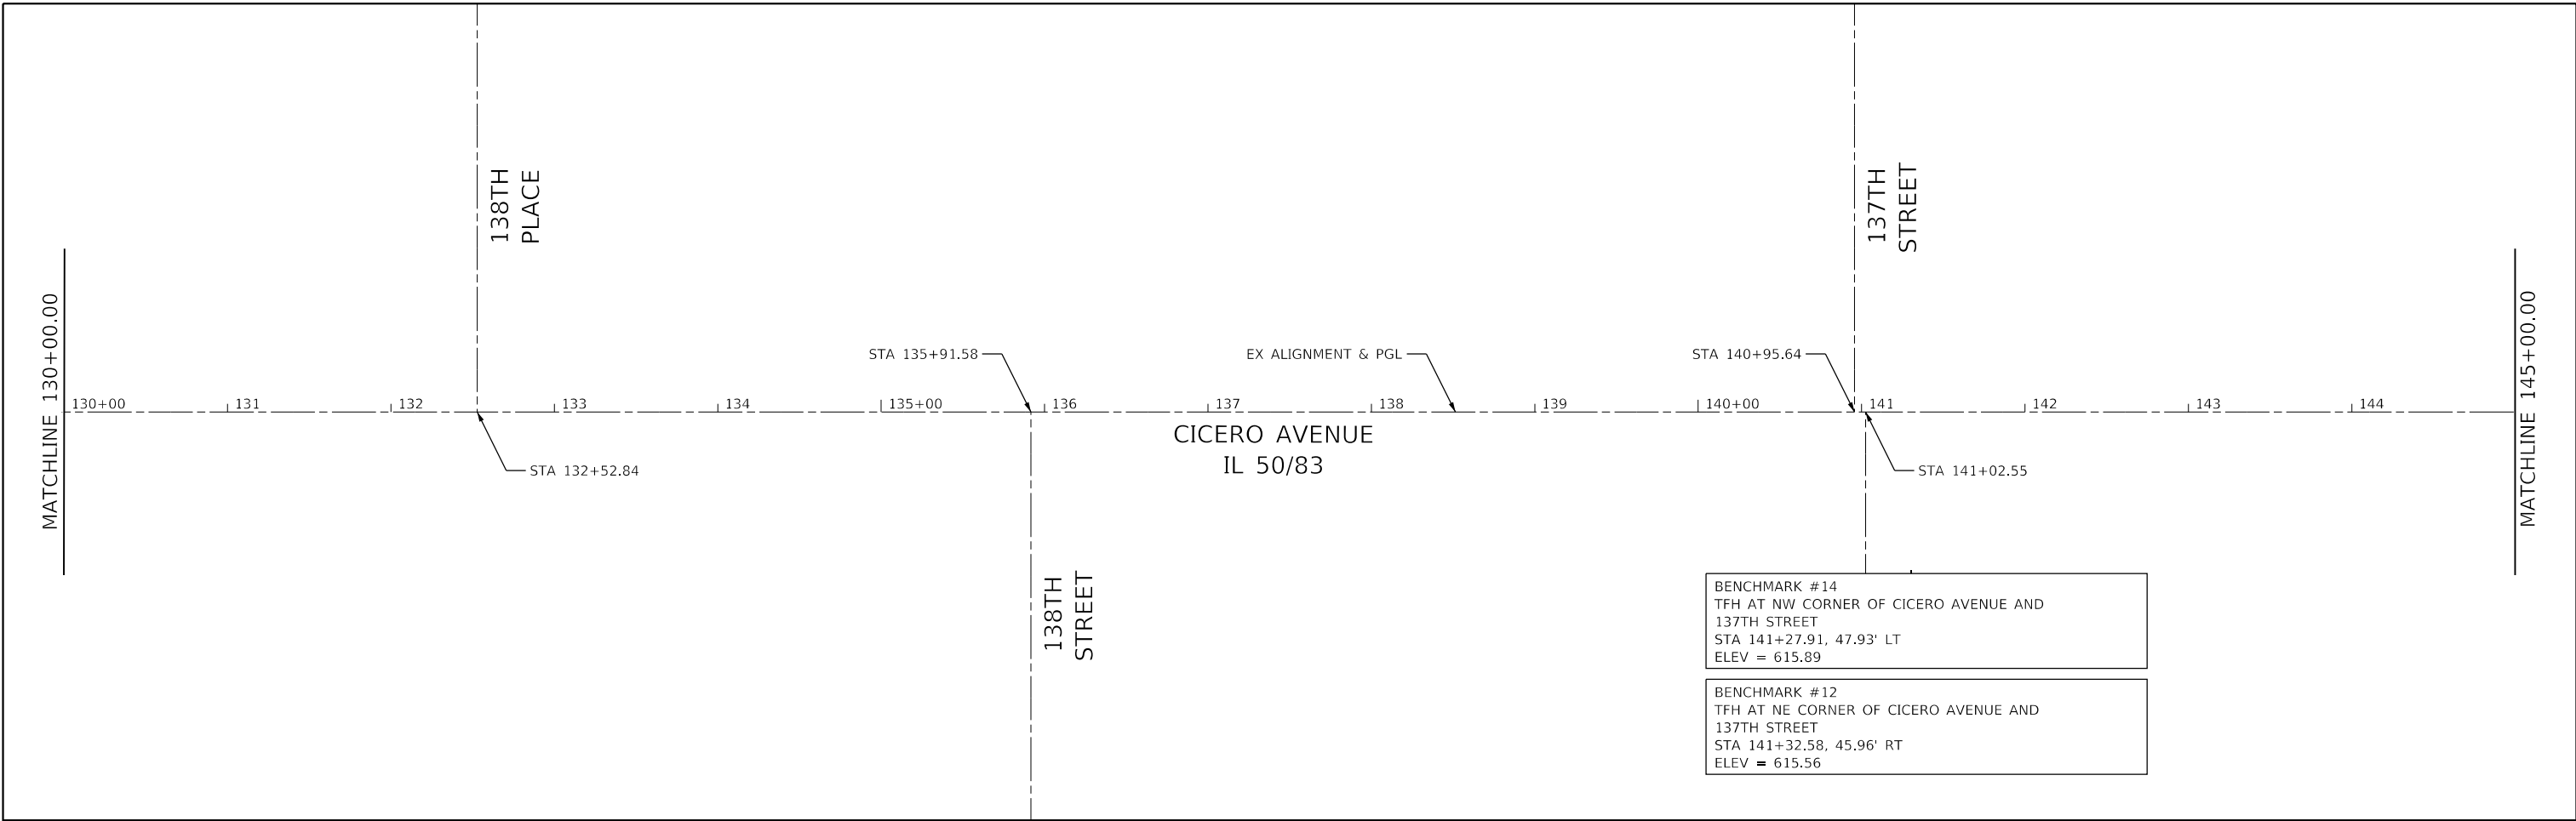 138TH
PLACE
137TH
STREET
MATCHLINE 130+00.00
STA 135+91.58
EX ALIGNMENT & PGL
STA 140+95.64
MATCHLINE 145+00.00
130+00
131
132
133
134
135+00
136
137
138
139
140+00
141
142
143
144
CICERO AVENUE
IL 50/83
STA 132+52.84
STA 141+02.55
138TH
STREET
BENCHMARK #14
TFH AT NW CORNER OF CICERO AVENUE AND
137TH STREET
STA 141+27.91, 47.93' LT
ELEV = 615.89
BENCHMARK #12
TFH AT NE CORNER OF CICERO AVENUE AND
137TH STREET
STA 141+32.58, 45.96' RT
ELEV = 615.56